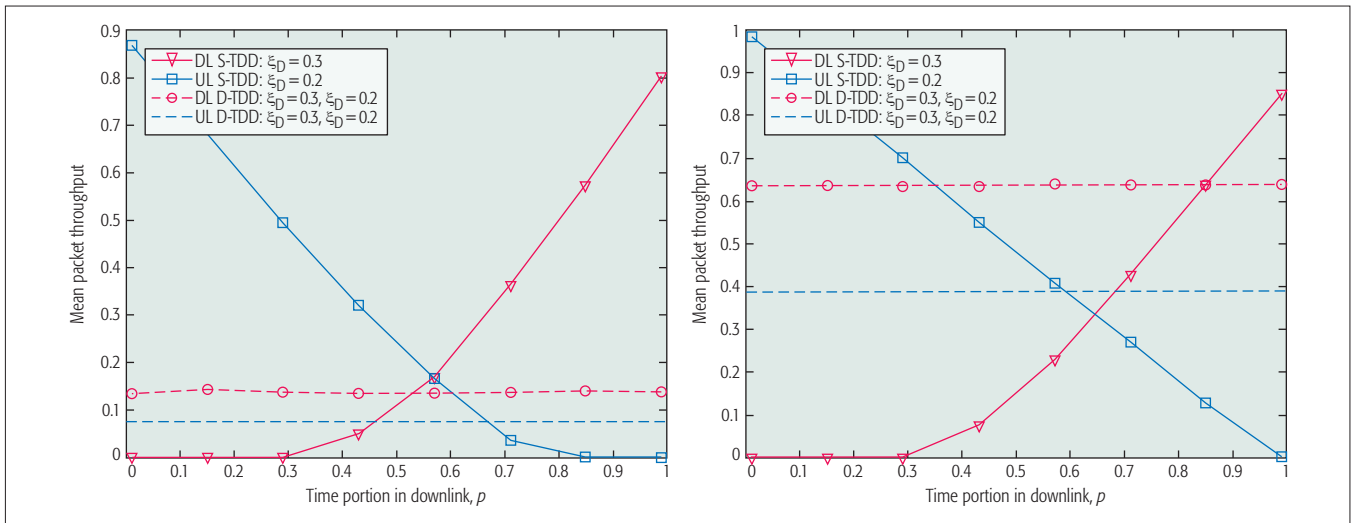 0.9
0.8
0.7
0.6
0.5
0.4
0.3
0.2
0.1
0
Mean packet throughput
DL S-TDD: ξD = 0.3
UL S-TDD: ξD = 0.2
DL D-TDD: ξD = 0.3, ξD = 0.2
UL D-TDD: ξD = 0.3, ξD = 0.2
0 0.1 0.2 0.3 0.4 0.5 0.6 0.7 0.8 0.9 1
Time portion in downlink, p
1
0.9
0.8
0.7
0.6
0.5
0.4
0.3
0.2
0.1
0
Mean packet throughput
DL S-TDD: ξD = 0.3
UL S-TDD: ξD = 0.2
DL D-TDD: ξD = 0.3, ξD = 0.2
UL D-TDD: ξD = 0.3, ξD = 0.2
0 0.1 0.2 0.3 0.4 0.5 0.6 0.7 0.8 0.9 1
Time portion in downlink, p